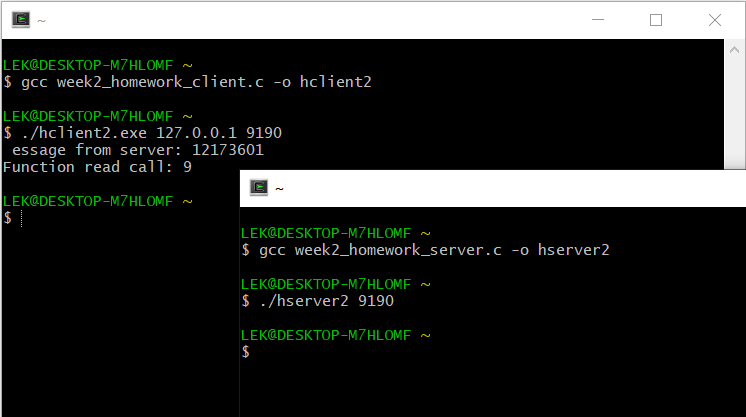 ~
LEK@DESKTOP-M7HLOMF ~
$ gcc week2_homework_client.c -o hclient2
LEK@DESKTOP-M7HLOMF ~
$ ./hclient2.exe 127.0.0.1 9190
 essage from server: 12173601
Function read call: 9
LEK@DESKTOP-M7HLOMF ~
$
~
LEK@DESKTOP-M7HLOMF ~
$ gcc week2_homework_server.c -o hserver2
LEK@DESKTOP-M7HLOMF ~
$ ./hserver2 9190
LEK@DESKTOP-M7HLOMF ~
$